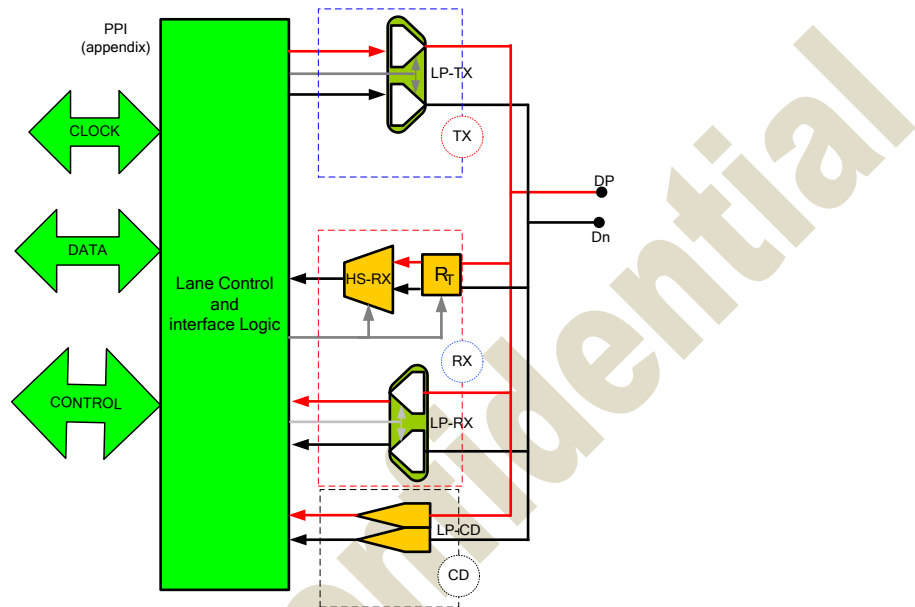 PPI
(appendix)
LP-TX
CLOCK
TX
DP
Dn
DATA
HS-RX
RT
Lane Control
and
interface Logic
RX
CONTROL
LP-RX
LP-CD
CD
onfidential